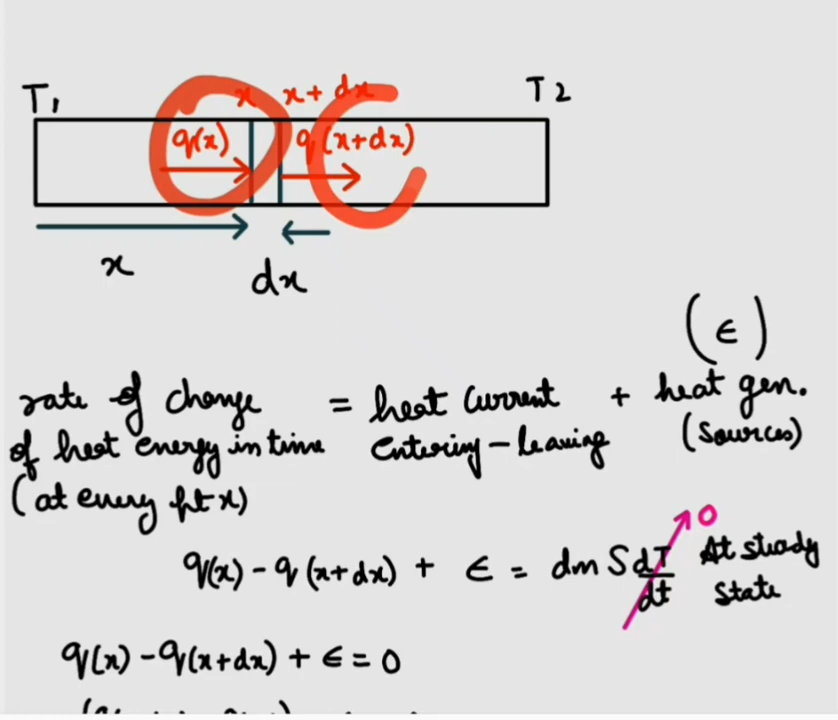 T1 x x + dx T2
q(x) q(x+dx)
x dx
(ϵ)
rate of change = heat current + heat gen.
of heat energy in time entering – leaving (Sources)
(at every pt x)
q(x) – q(x+dx) + ϵ = dm S dT/dt 0 At steady state
q(x) – q(x+dx) + ϵ = 0